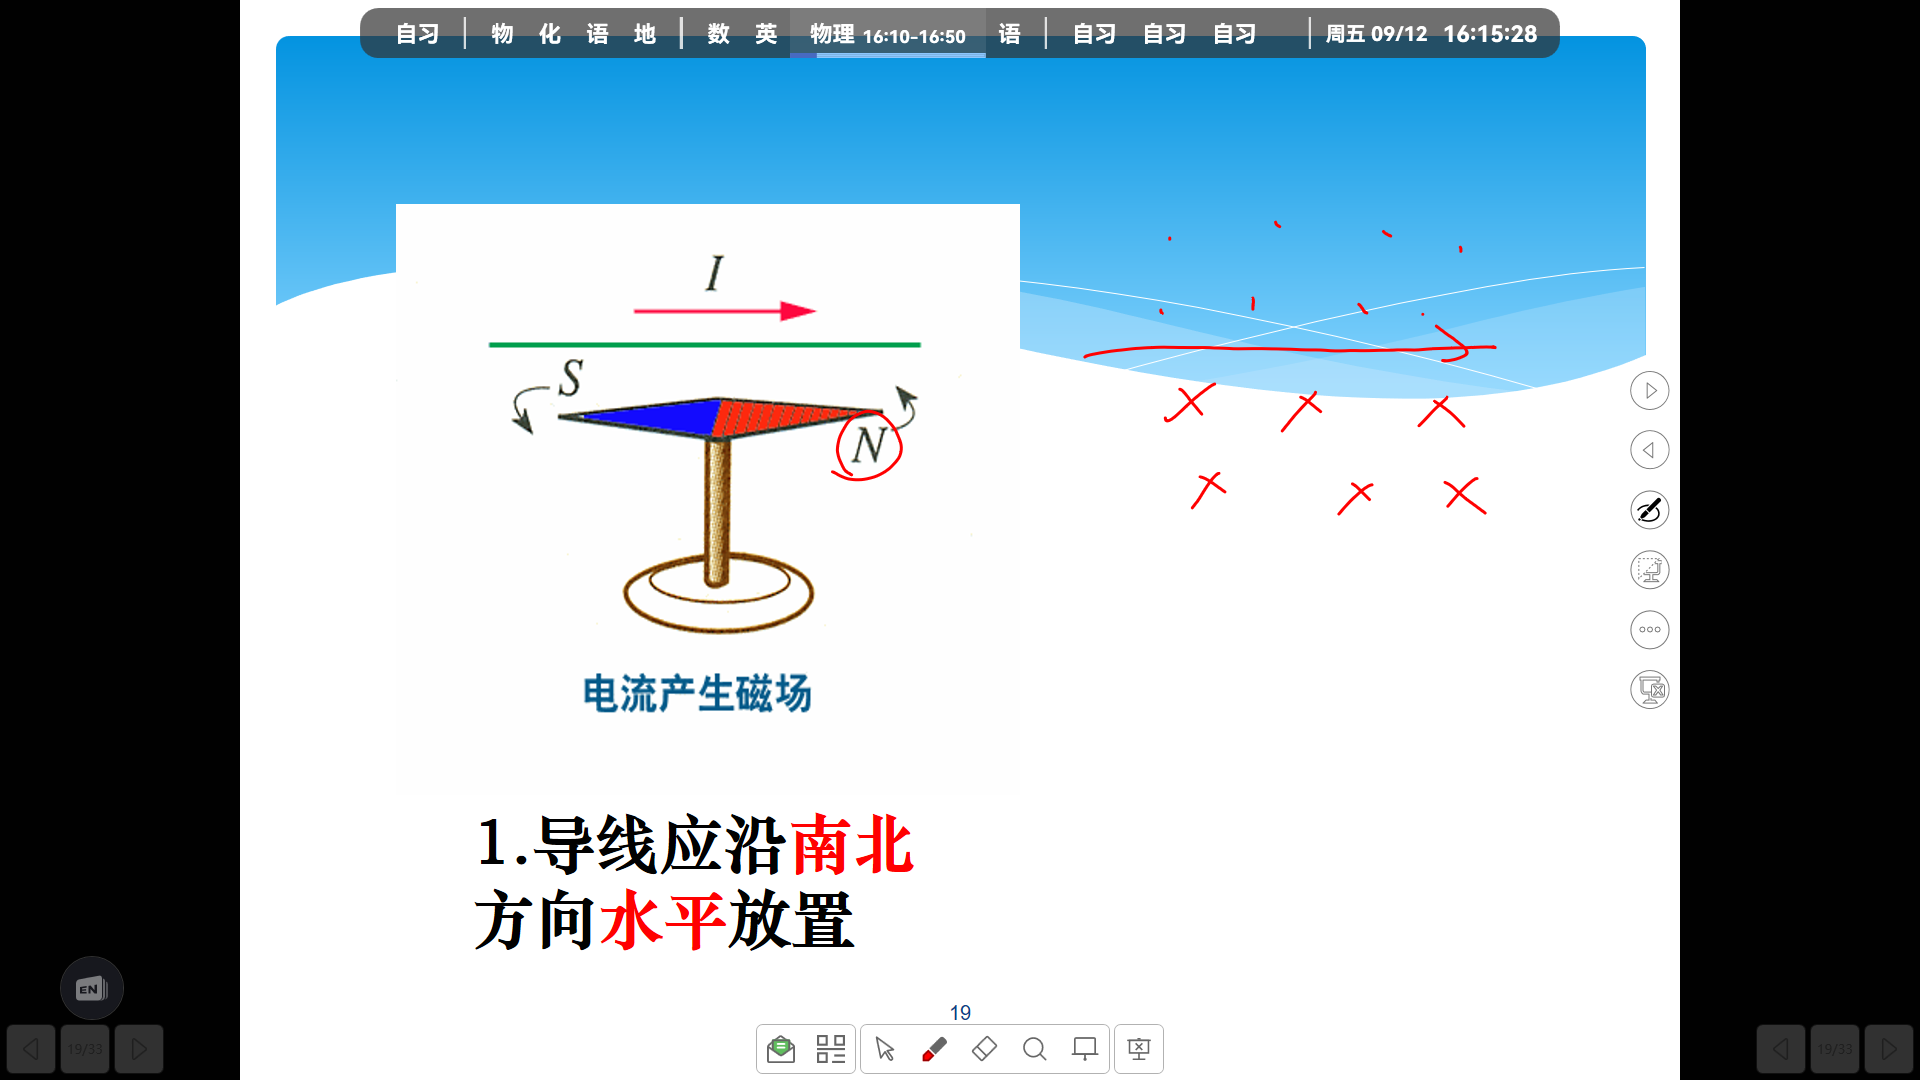 自习 | 物 化 语 地 | 数 英 物理 16:10-16:50 语 | 自习 自习 自习 | 周五 09/12 16:15:28
I
S
N
电流产生磁场
1.导线应沿南北
方向水平放置
EN
19
19/33
19/33